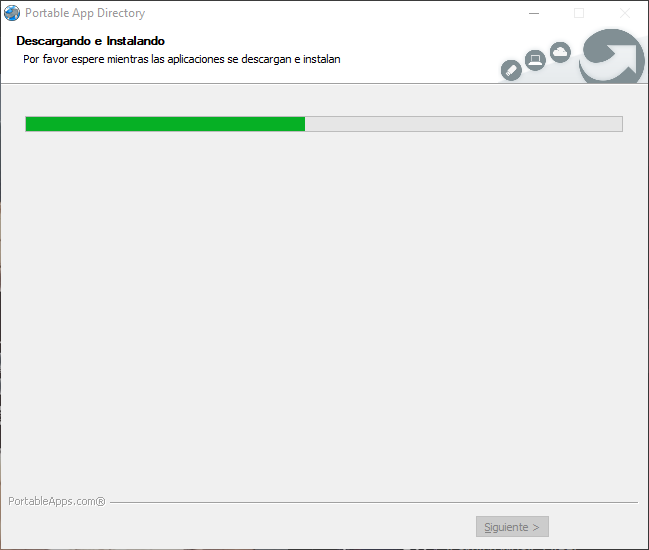 Portable App Directory
Descargando e Instalando
Por favor espere mientras las aplicaciones se descargan e instalan
PortableApps.com®
Siguiente >